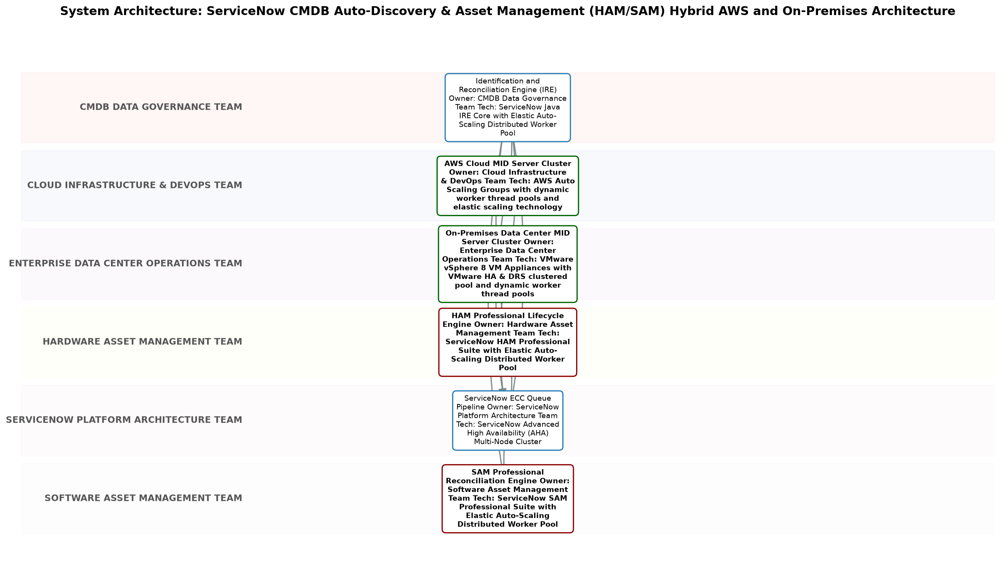 System Architecture: ServiceNow CMDB Auto-Discovery & Asset Management (HAM/SAM) Hybrid AWS and On-Premises Architecture
CMDB DATA GOVERNANCE TEAM
Identification and
Reconciliation Engine (IRE)
Owner: CMDB Data Governance
Team Tech: ServiceNow Java
IRE Core with Elastic Auto-
Scaling Distributed Worker
Pool
CLOUD INFRASTRUCTURE & DEVOPS TEAM
AWS Cloud MID Server Cluster
Owner: Cloud Infrastructure
& DevOps Team Tech: AWS Auto
Scaling Groups with dynamic
worker thread pools and
elastic scaling technology
ENTERPRISE DATA CENTER OPERATIONS TEAM
On-Premises Data Center MID
Server Cluster Owner:
Enterprise Data Center
Operations Team Tech: VMware
vSphere 8 VM Appliances with
VMware HA & DRS clustered
pool and dynamic worker
thread pools
HARDWARE ASSET MANAGEMENT TEAM
HAM Professional Lifecycle
Engine Owner: Hardware Asset
Management Team Tech:
ServiceNow HAM Professional
Suite with Elastic Auto-
Scaling Distributed Worker
Pool
SERVICENOW PLATFORM ARCHITECTURE TEAM
ServiceNow ECC Queue
Pipeline Owner: ServiceNow
Platform Architecture Team
Tech: ServiceNow Advanced
High Availability (AHA)
Multi-Node Cluster
SOFTWARE ASSET MANAGEMENT TEAM
SAM Professional
Reconciliation Engine Owner:
Software Asset Management
Team Tech: ServiceNow SAM
Professional Suite with
Elastic Auto-Scaling
Distributed Worker Pool